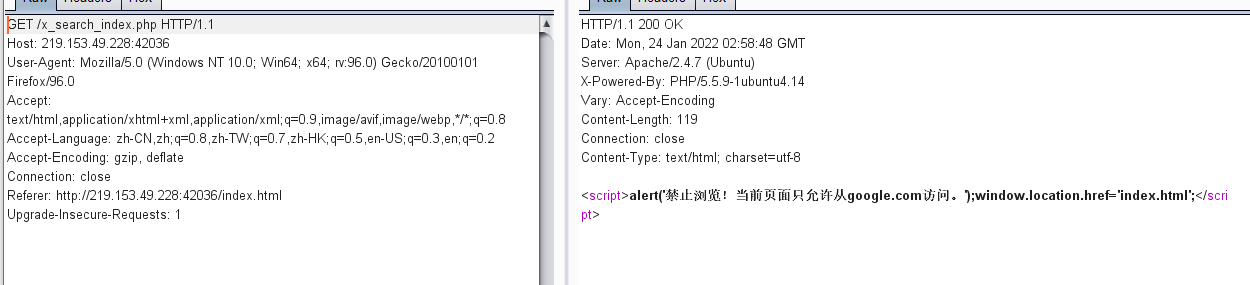 Raw Headers Hex
GET /x_search_index.php HTTP/1.1
Host: 219.153.49.228:42036
User-Agent: Mozilla/5.0 (Windows NT 10.0; Win64; x64; rv:96.0) Gecko/20100101
Firefox/96.0
Accept:
text/html,application/xhtml+xml,application/xml;q=0.9,image/avif,image/webp,*/*;q=0.8
Accept-Language: zh-CN,zh;q=0.8,zh-TW;q=0.7,zh-HK;q=0.5,en-US;q=0.3,en;q=0.2
Accept-Encoding: gzip, deflate
Connection: close
Referer: http://219.153.49.228:42036/index.html
Upgrade-Insecure-Requests: 1
Raw Headers Hex
HTTP/1.1 200 OK
Date: Mon, 24 Jan 2022 02:58:48 GMT
Server: Apache/2.4.7 (Ubuntu)
X-Powered-By: PHP/5.5.9-1ubuntu4.14
Vary: Accept-Encoding
Content-Length: 119
Connection: close
Content-Type: text/html; charset=utf-8
<script>alert('禁止浏览！当前页面只允许从google.com访问。');window.location.href='index.html';</scri
pt>